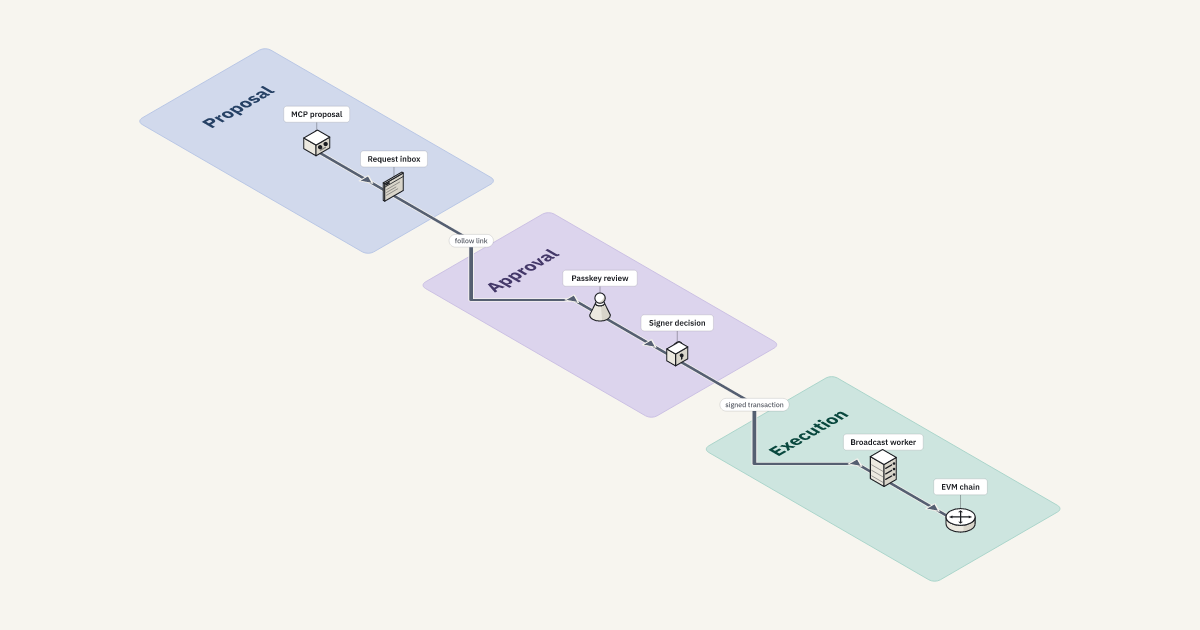 Proposal
MCP proposal
Request inbox
follow link
Approval
Passkey review
Signer decision
signed transaction
Execution
Broadcast worker
EVM chain